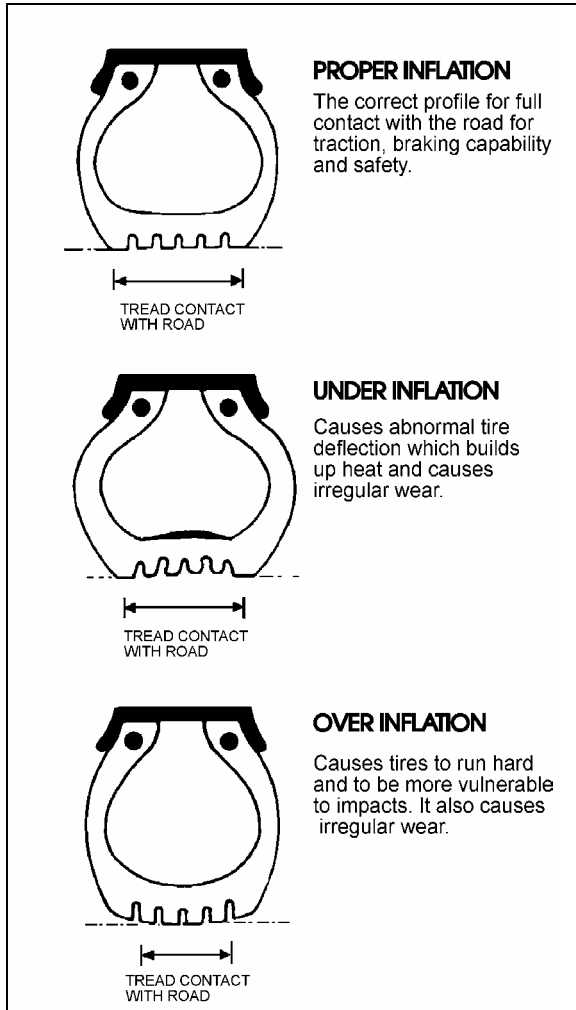 PROPER INFLATION
The correct profile for full
contact with the road for
traction, braking capability
and safety.
TREAD CONTACT
WITH ROAD
UNDER INFLATION
Causes abnormal tire
deflection which builds
up heat and causes
irregular wear.
TREAD CONTACT
WITH ROAD
OVER INFLATION
Causes tires to run hard
and to be more vulnerable
to impacts. It also causes
irregular wear.
TREAD CONTACT
WITH ROAD